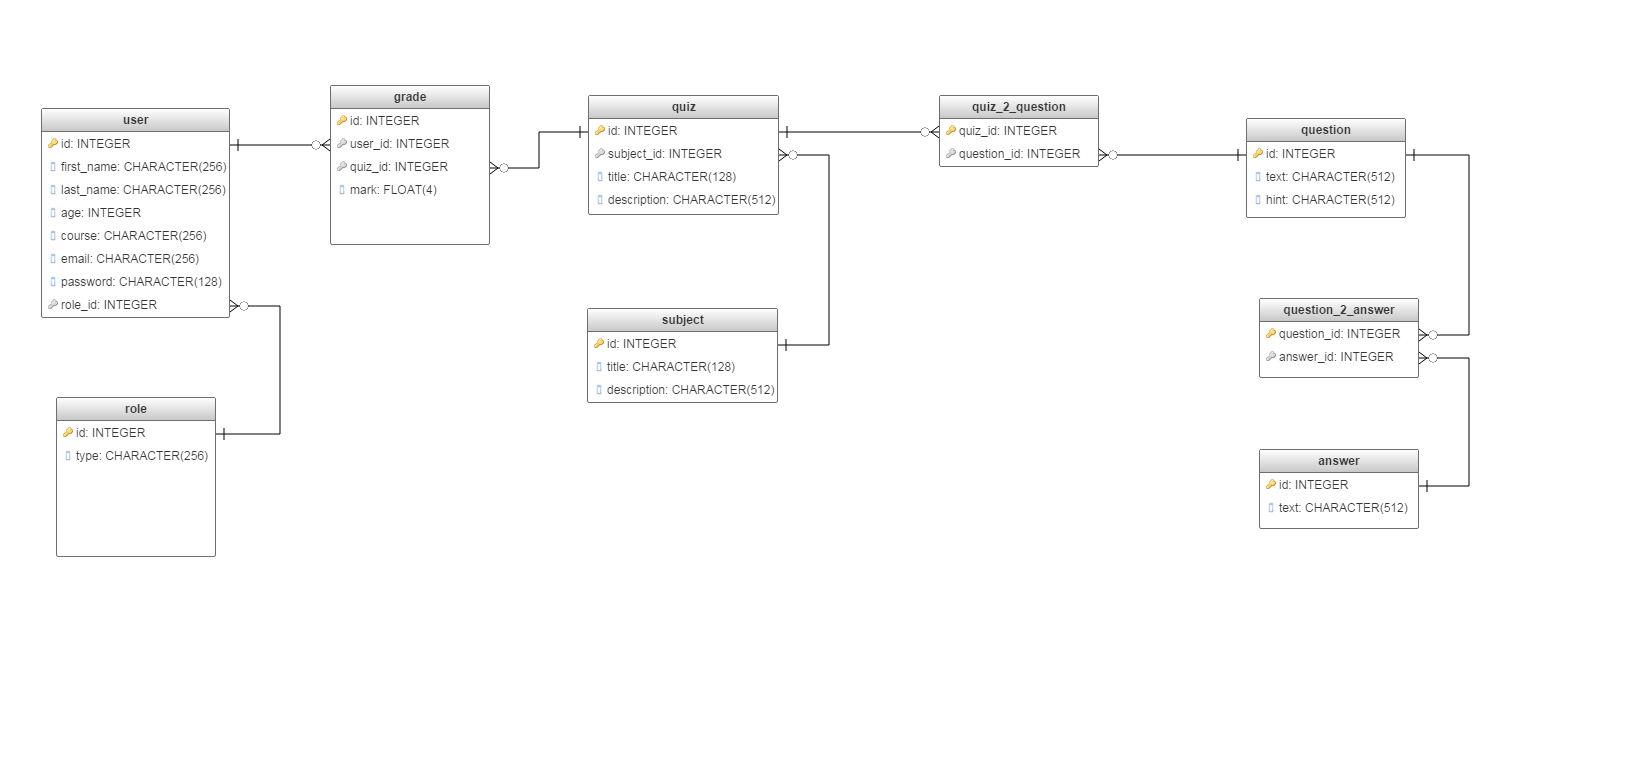 user
id: INTEGER
first_name: CHARACTER(256)
last_name: CHARACTER(256)
age: INTEGER
course: CHARACTER(256)
email: CHARACTER(256)
password: CHARACTER(128)
role_id: INTEGER
role
id: INTEGER
type: CHARACTER(256)
grade
id: INTEGER
user_id: INTEGER
quiz_id: INTEGER
mark: FLOAT(4)
quiz
id: INTEGER
subject_id: INTEGER
title: CHARACTER(128)
description: CHARACTER(512)
subject
id: INTEGER
title: CHARACTER(128)
description: CHARACTER(512)
quiz_2_question
quiz_id: INTEGER
question_id: INTEGER
question
id: INTEGER
text: CHARACTER(512)
hint: CHARACTER(512)
question_2_answer
question_id: INTEGER
answer_id: INTEGER
answer
id: INTEGER
text: CHARACTER(512)